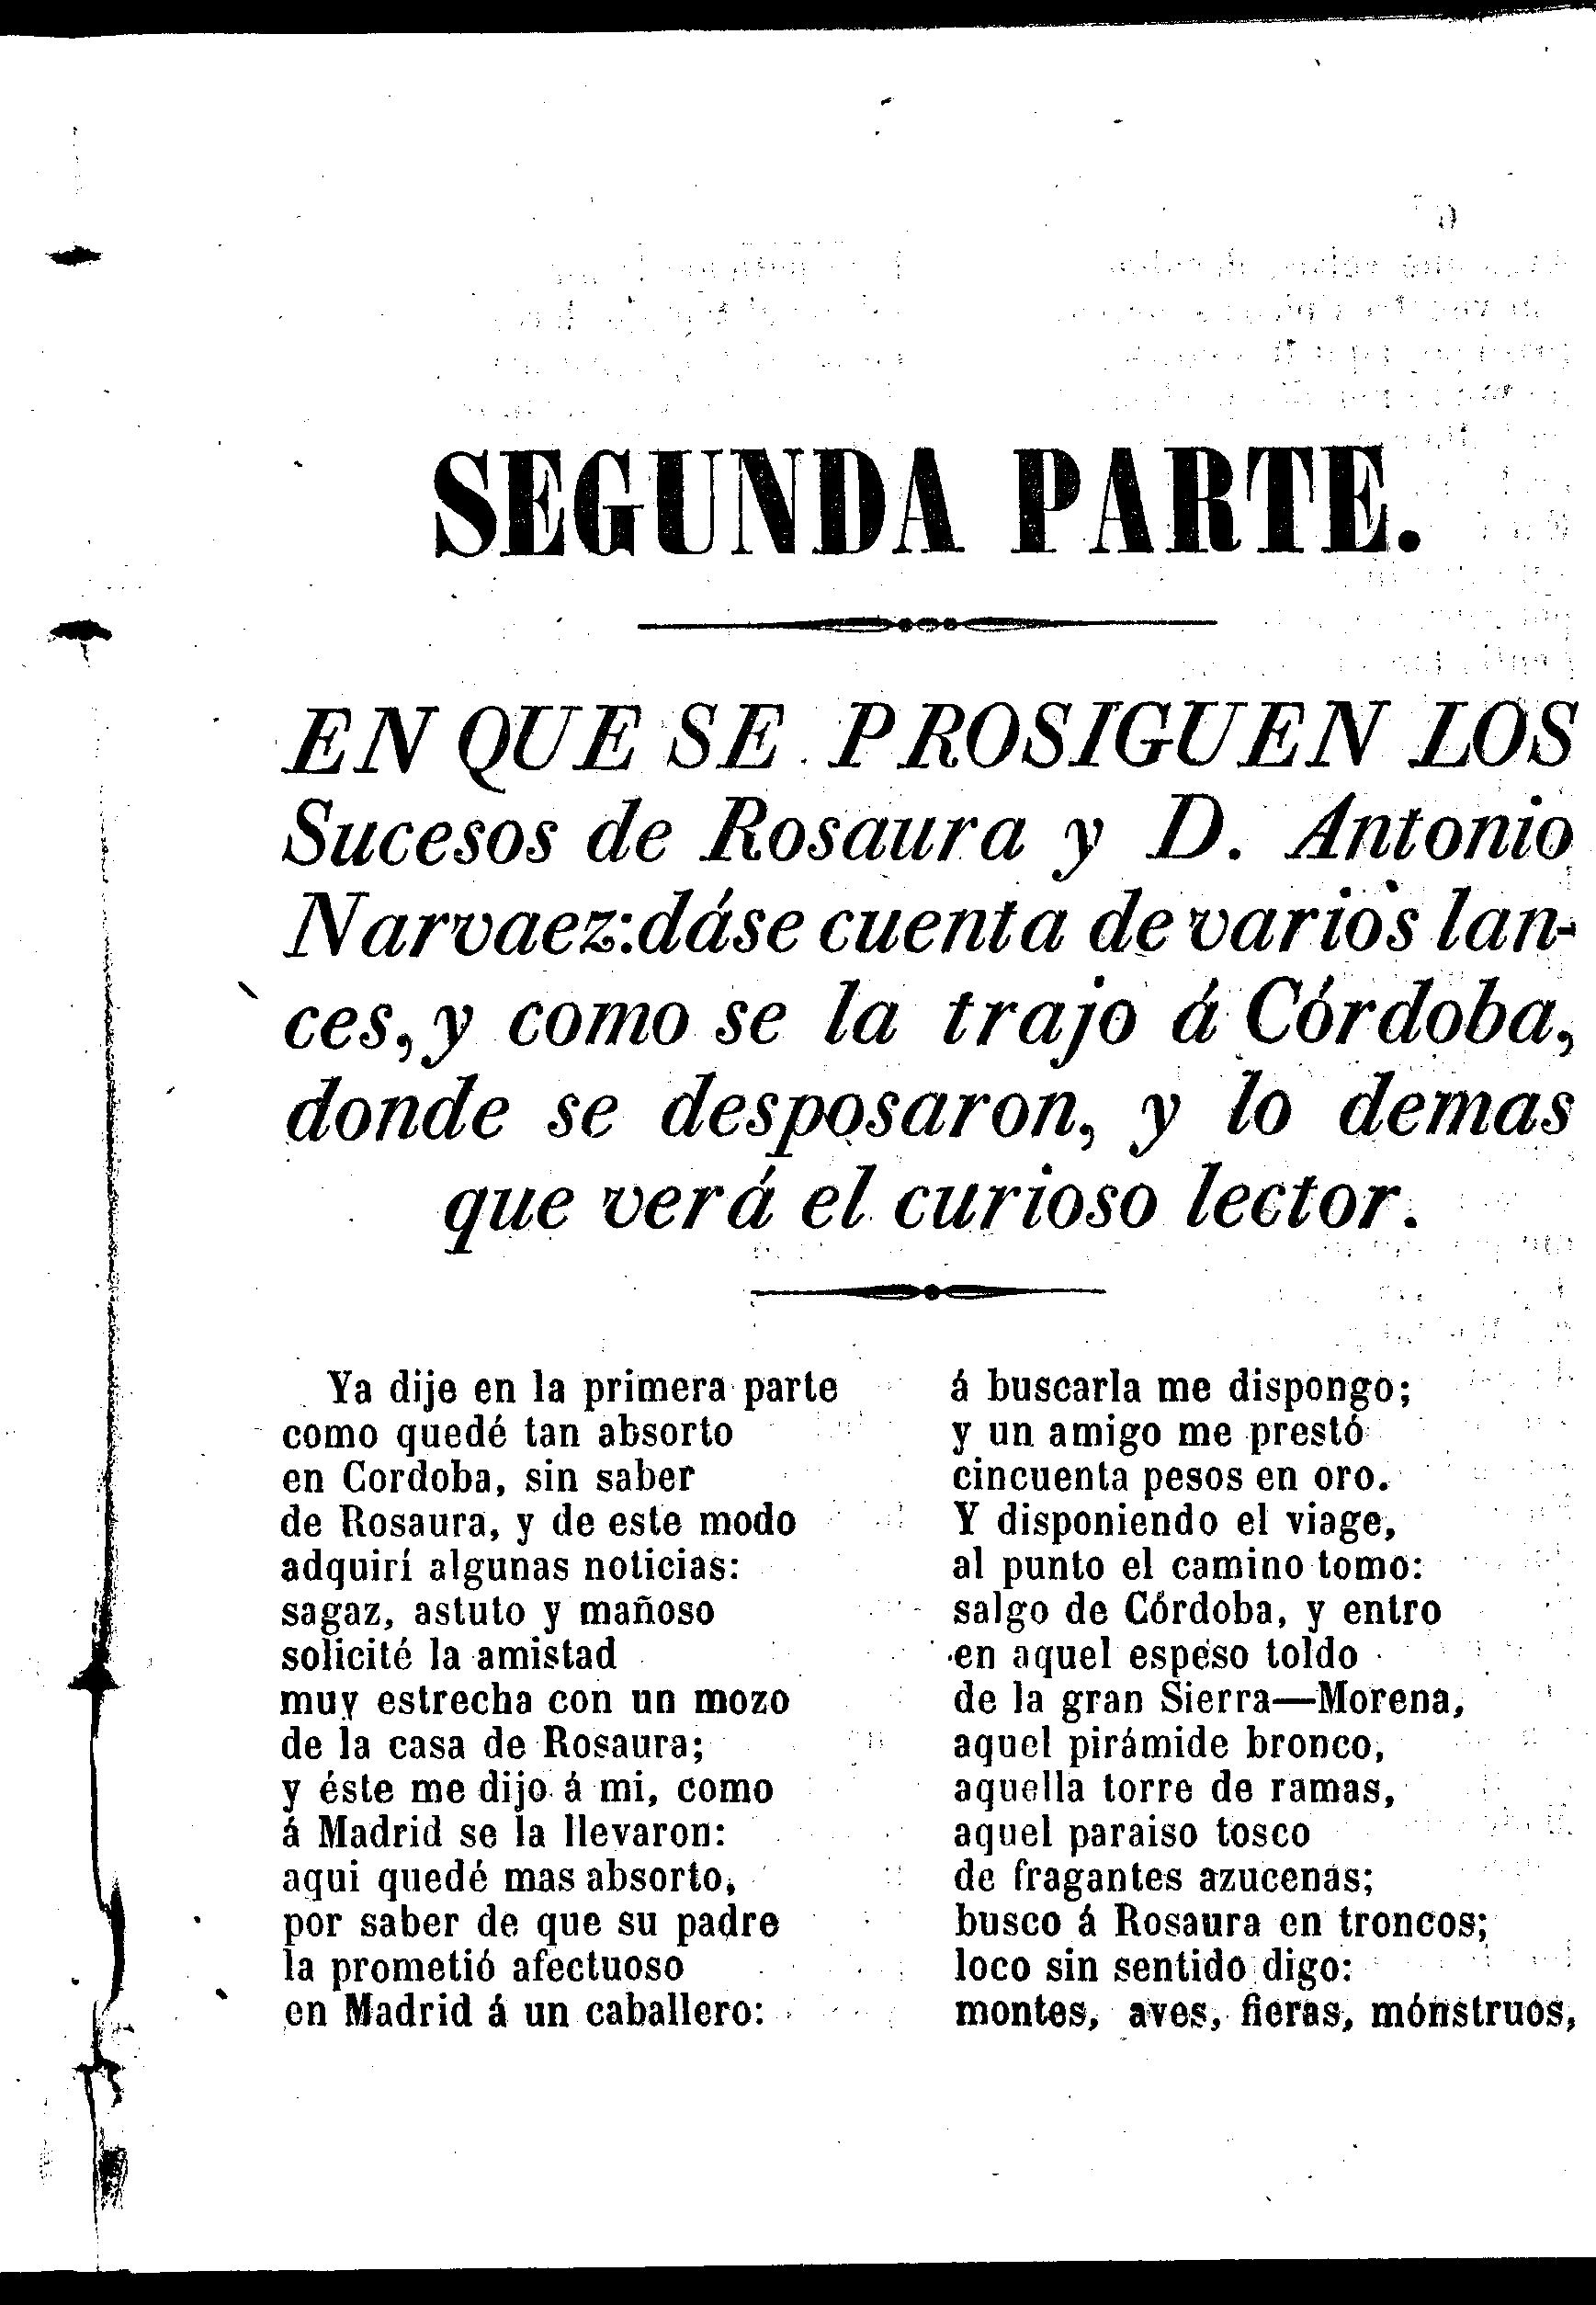 SEGUNDA PARTE.
EN QUE SE PROSIGUEN LOS
Sucesos de Rosaura y D. Antonio
Narvaez:dáse cuenta de varios lan-
ces, y como se la trajo á Córdoba,
donde se desposaron, y lo demas
que verá el curioso lector.
Ya dije en la primera parte
como quedé tan absorto
en Cordoba, sin saber
de Rosaura, y de este modo
adquirí algunas noticias:
sagaz, astuto y mañoso
solicité la amistad
muy estrecha con un mozo
de la casa de Rosaura;
y éste me dijo á mi, como
á Madrid se la llevaron:
aqui quedé mas absorto,
por saber de que su padre
la prometió afectuoso
en Madrid á un caballero:
á buscarla me dispongo;
y un amigo me prestó
cincuenta pesos en oro.
Y disponiendo el viage,
al punto el camino tomo:
salgo de Córdoba, y entro
en aquel espeso toldo
de la gran Sierra—Morena,
aquel pirámide bronco,
aquella torre de ramas,
aquel paraiso tosco
de fragantes azucenas;
busco á Rosaura en troncos;
loco sin sentido digo:
montes, aves, fieras, mónstruos,